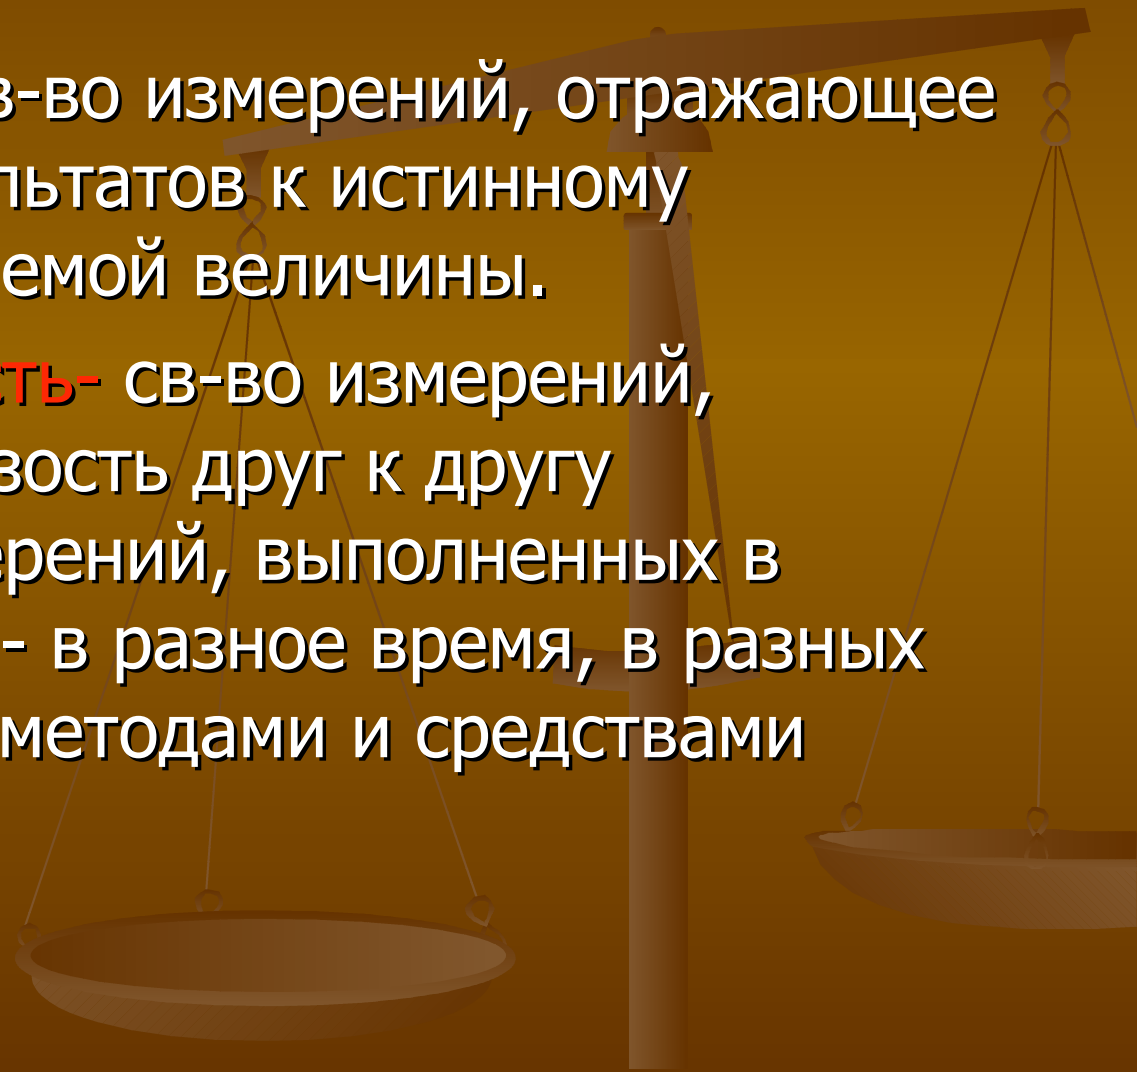 в-во измерений, отражающее
льтатов к истинному
емой величины.
сть- св-во измерений,
зость друг к другу
ерений, выполненных в
- в разное время, в разных
методами и средствами